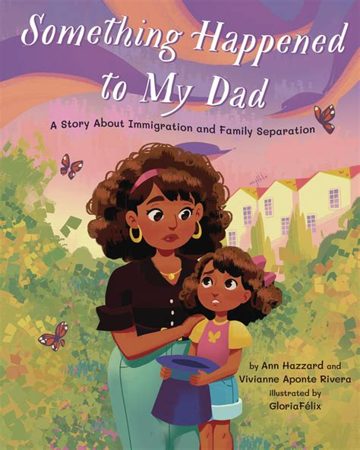 Something Happened
to My Dad
A Story About Immigration and Family Separation
by Ann Hazzard and
Vivianne Aponte Rivera
Illustrated by
GloriaFélix